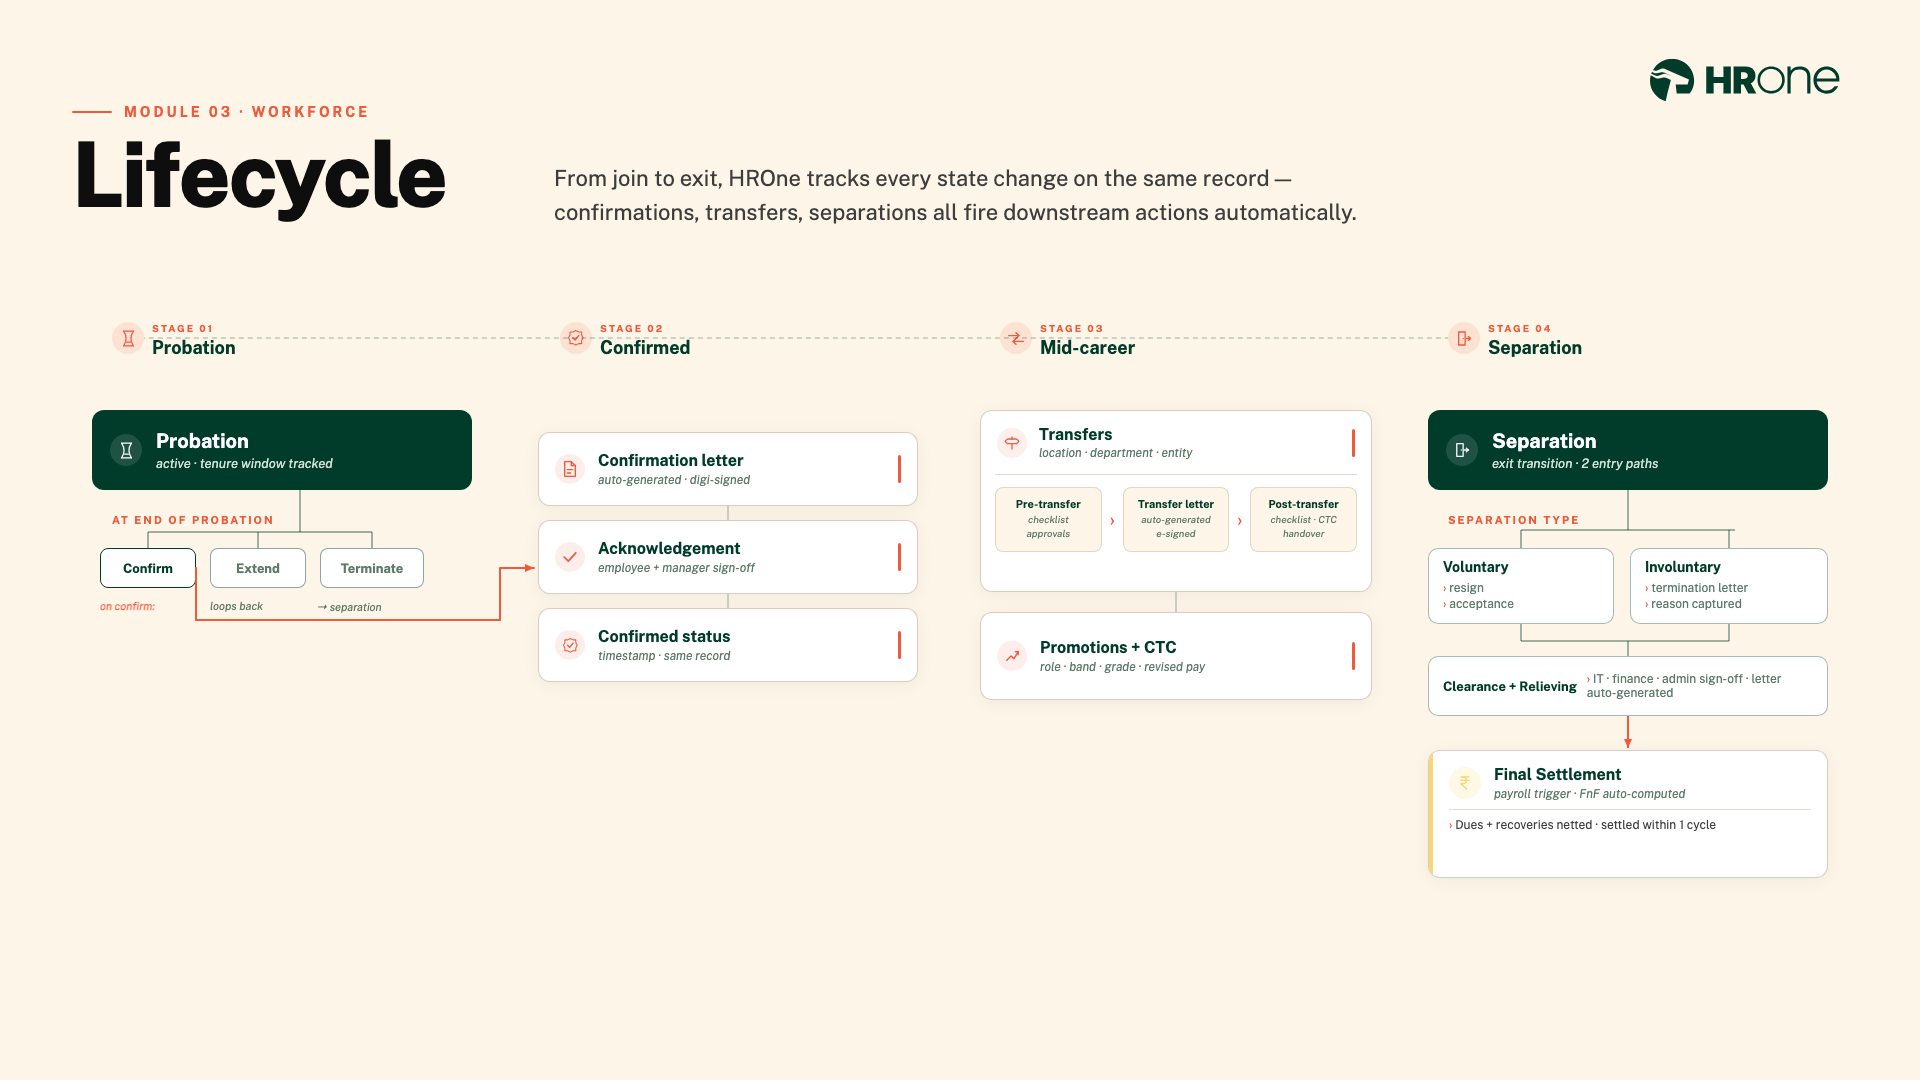 HRone
MODULE 03 · WORKFORCE
Lifecycle
From join to exit, HROne tracks every state change on the same record —
confirmations, transfers, separations all fire downstream actions automatically.
STAGE 01
Probation
STAGE 02
Confirmed
STAGE 03
Mid-career
STAGE 04
Separation
Probation
active · tenure window tracked
AT END OF PROBATION
Confirm
Extend
Terminate
on confirm:
loops back
→ separation
Confirmation letter
auto-generated · digi-signed
Acknowledgement
employee + manager sign-off
Confirmed status
timestamp · same record
Transfers
location · department · entity
Pre-transfer
checklist
approvals
›
Transfer letter
auto-generated
e-signed
›
Post-transfer
checklist · CTC
handover
Promotions + CTC
role · band · grade · revised pay
Separation
exit transition · 2 entry paths
SEPARATION TYPE
Voluntary
› resign
› acceptance
Involuntary
› termination letter
› reason captured
Clearance + Relieving
› IT · finance · admin sign-off · letter
auto-generated
₹
Final Settlement
payroll trigger · FnF auto-computed
› Dues + recoveries netted · settled within 1 cycle